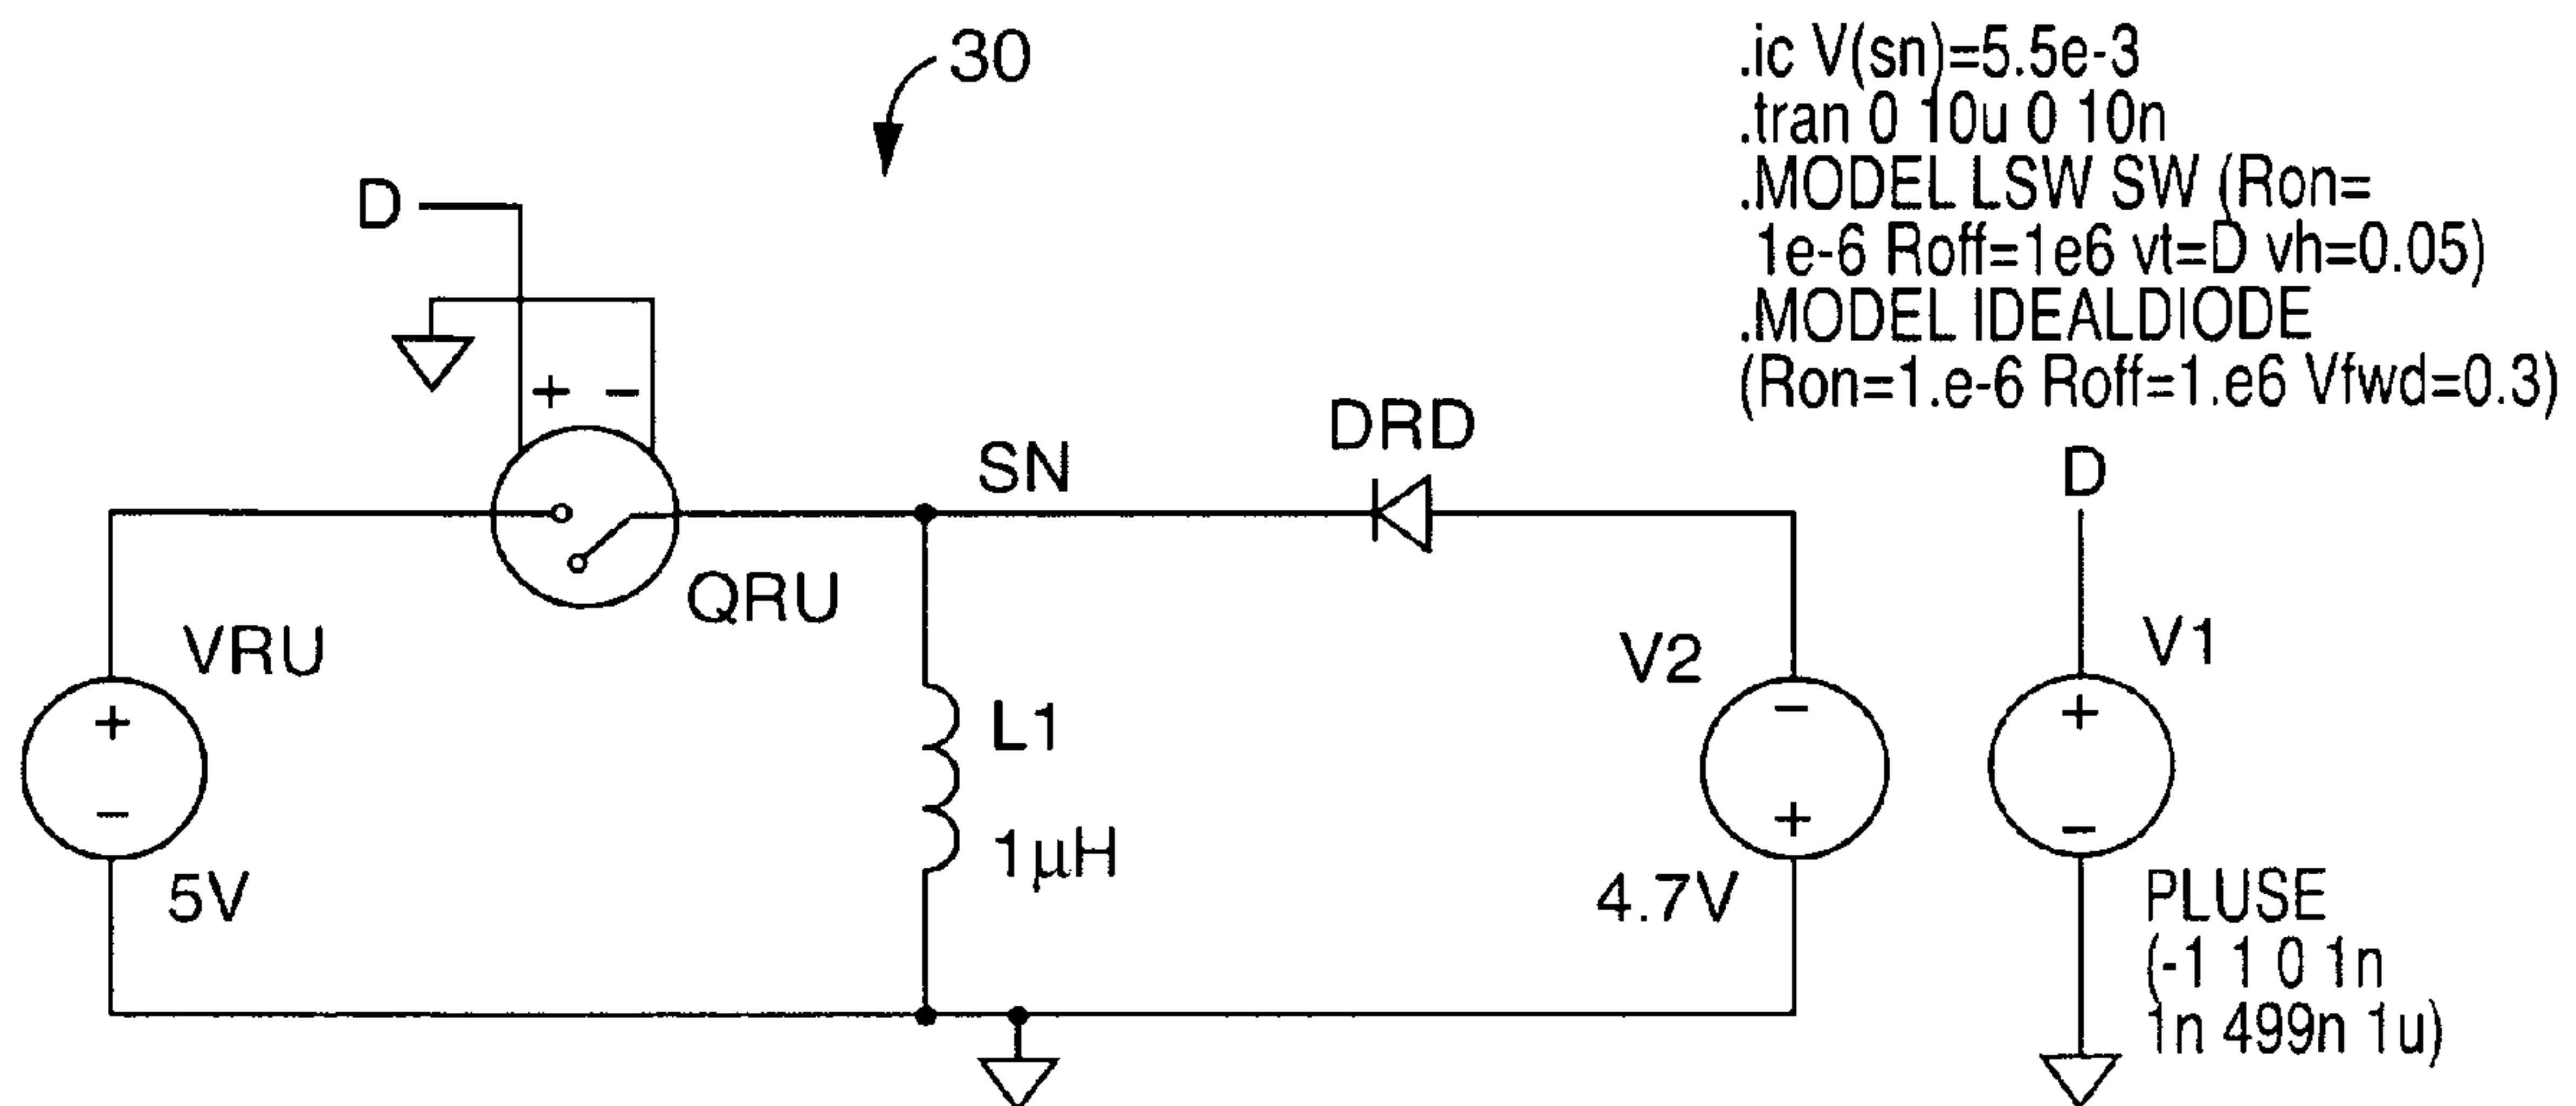 30
.ic V(sn)=5.5e-3
.tran 0 10u 0 10n
.MODEL LSW SW (Ron=
1e-6 Roff=1e6 vt=D vh=0.05)
.MODEL IDEALDIODE
(Ron=1.e-6 Roff=1.e6 Vfwd=0.3)
D
+ −
SN
DRD
D
QRU
VRU
+
−
5V
L1
1µH
V2
−
+
4.7V
V1
+
−
PLUSE
(-1 1 0 1n
1n 499n 1u)